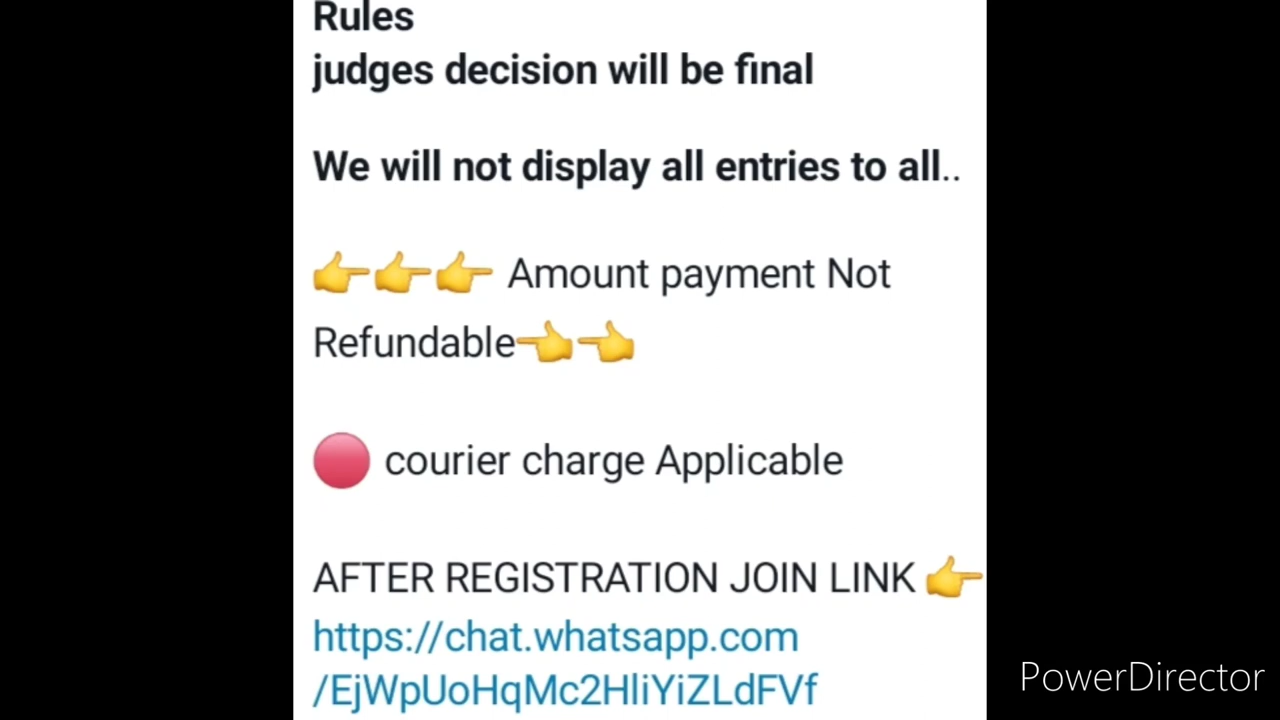 Rules
judges decision will be final
We will not display all entries to all..
👉👉👉 Amount payment Not
Refundable👈👈
🔴 courier charge Applicable
AFTER REGISTRATION JOIN LINK 👉
https://chat.whatsapp.com
/EjWpUoHqMc2HliYiZLdFVf
PowerDirector